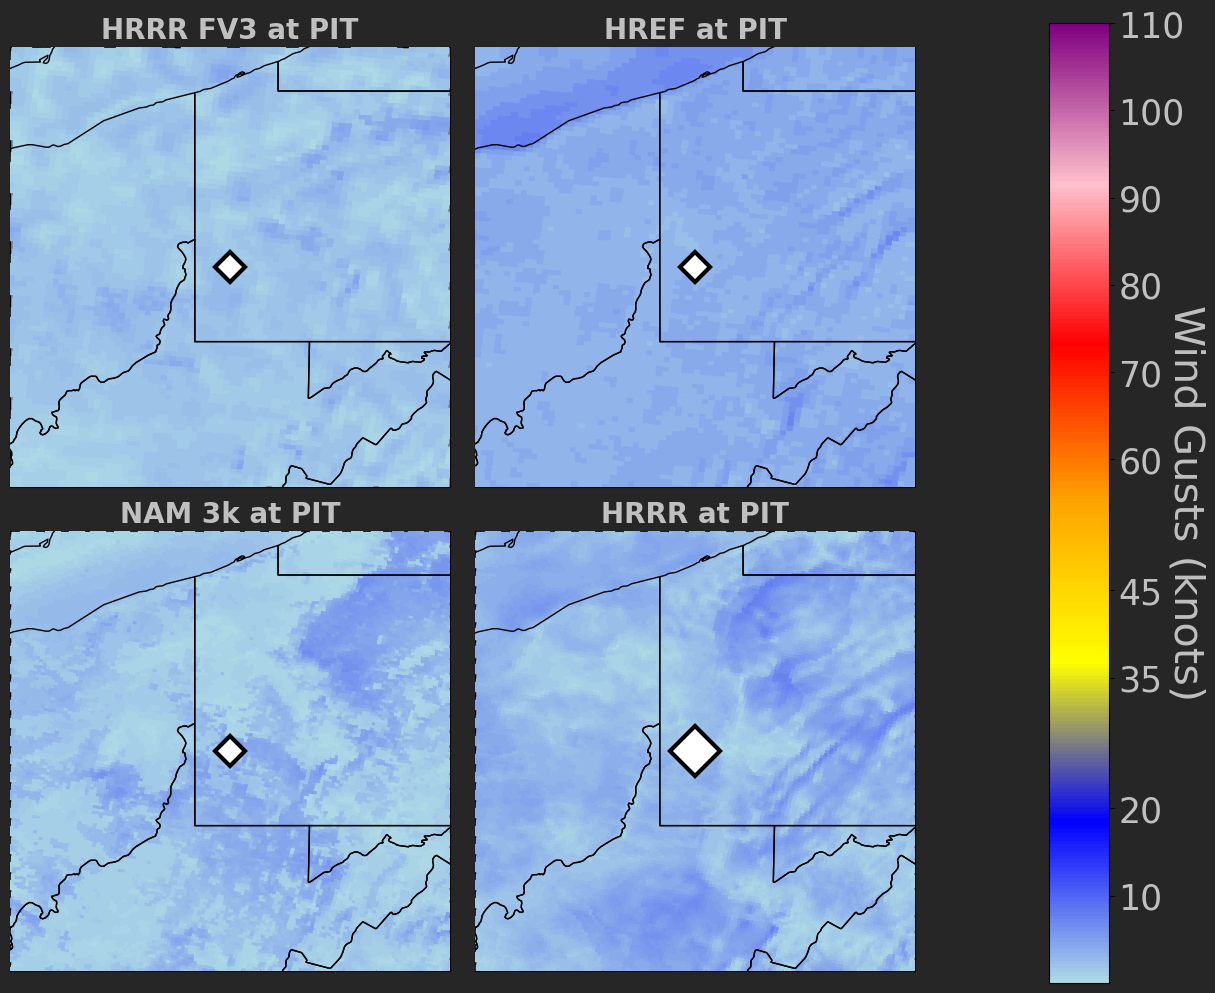 HRRR FV3 at PIT
HREF at PIT
NAM 3k at PIT
HRRR at PIT
110
100
90
80
70
60
45
35
20
10
Wind Gusts (knots)